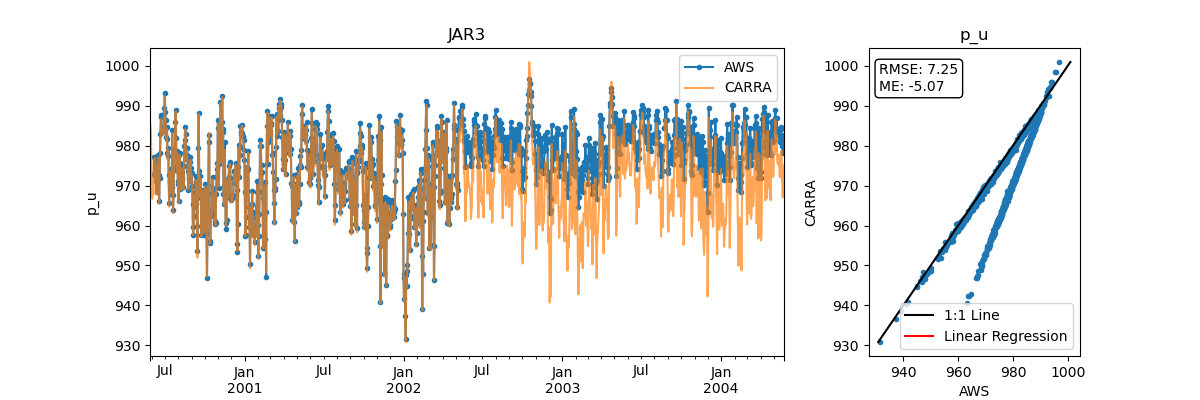 JAR3
p_u
1000
990
980
970
960
950
940
930
AWS
CARRA
Jul
Jan
2001
Jul
Jan
2002
Jul
Jan
2003
Jul
Jan
2004
p_u
CARRA
1000
990
980
970
960
950
940
930
RMSE: 7.25
ME: -5.07
1:1 Line
Linear Regression
940
960
980
1000
AWS
p_u